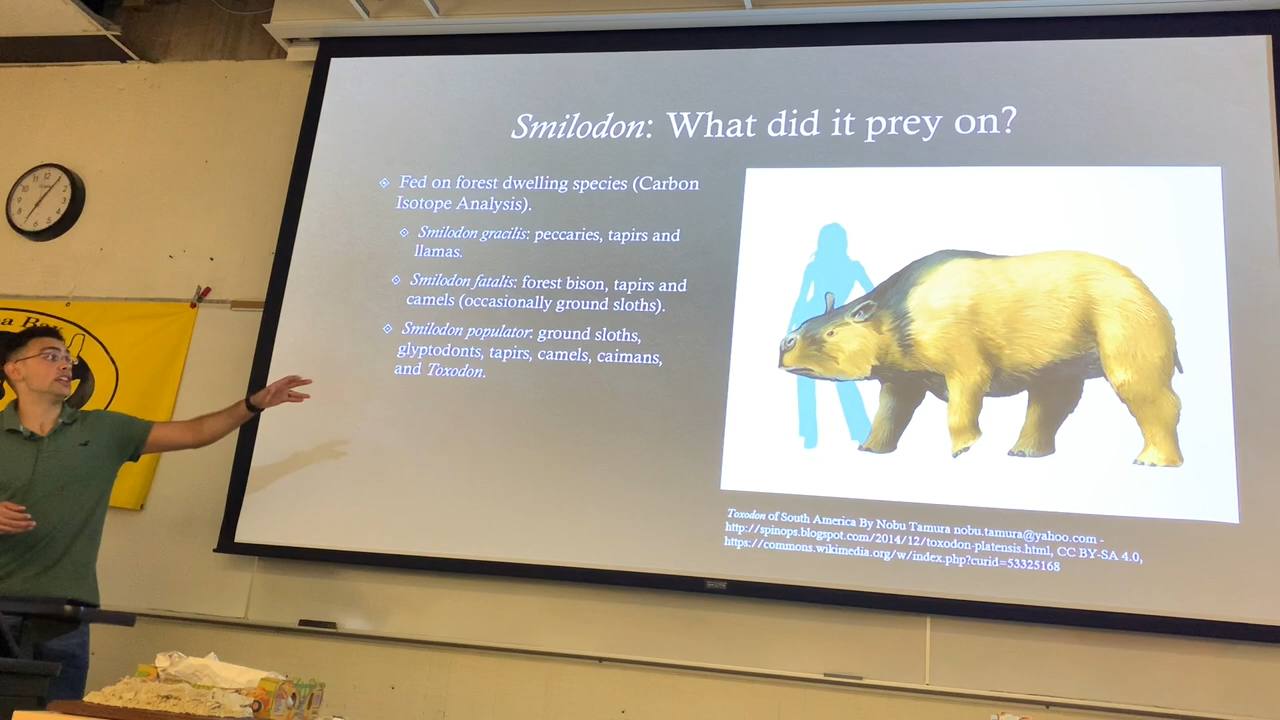 Smilodon: What did it prey on?
Fed on forest dwelling species (Carbon
Isotope Analysis).
Smilodon gracilis: peccaries, tapirs and
llamas.
Smilodon fatalis: forest bison, tapirs and
camels (occasionally ground sloths).
Smilodon populator: ground sloths,
glyptodonts, tapirs, camels, caimans,
and Toxodon.
Toxodon of South America By Nobu Tamura nobu.tamura@yahoo.com -
http://spinops.blogspot.com/2014/12/toxodon-platensis.html, CC BY-SA 4.0,
https://commons.wikimedia.org/w/index.php?curid=53325168